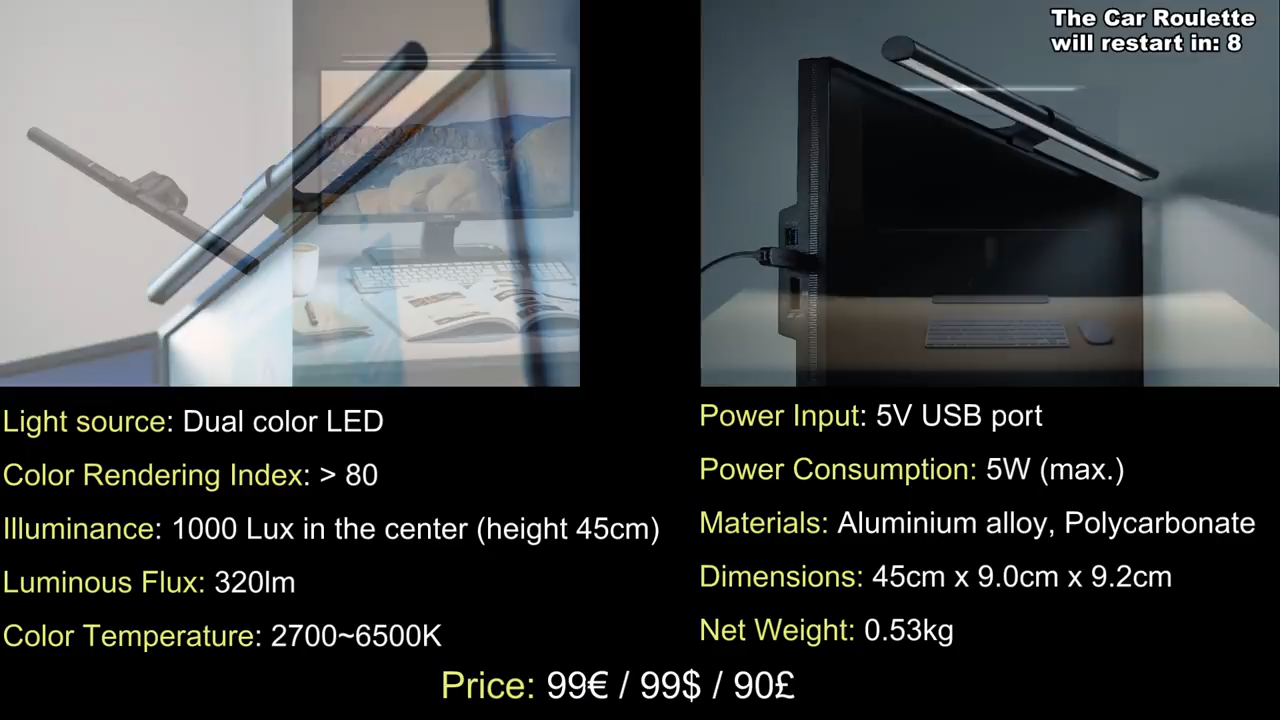 The Car Roulette
will restart in: 8
Light source: Dual color LED
Color Rendering Index: > 80
Illuminance: 1000 Lux in the center (height 45cm)
Luminous Flux: 320lm
Color Temperature: 2700~6500K
Power Input: 5V USB port
Power Consumption: 5W (max.)
Materials: Aluminium alloy, Polycarbonate
Dimensions: 45cm x 9.0cm x 9.2cm
Net Weight: 0.53kg
Price: 99€ / 99$ / 90£